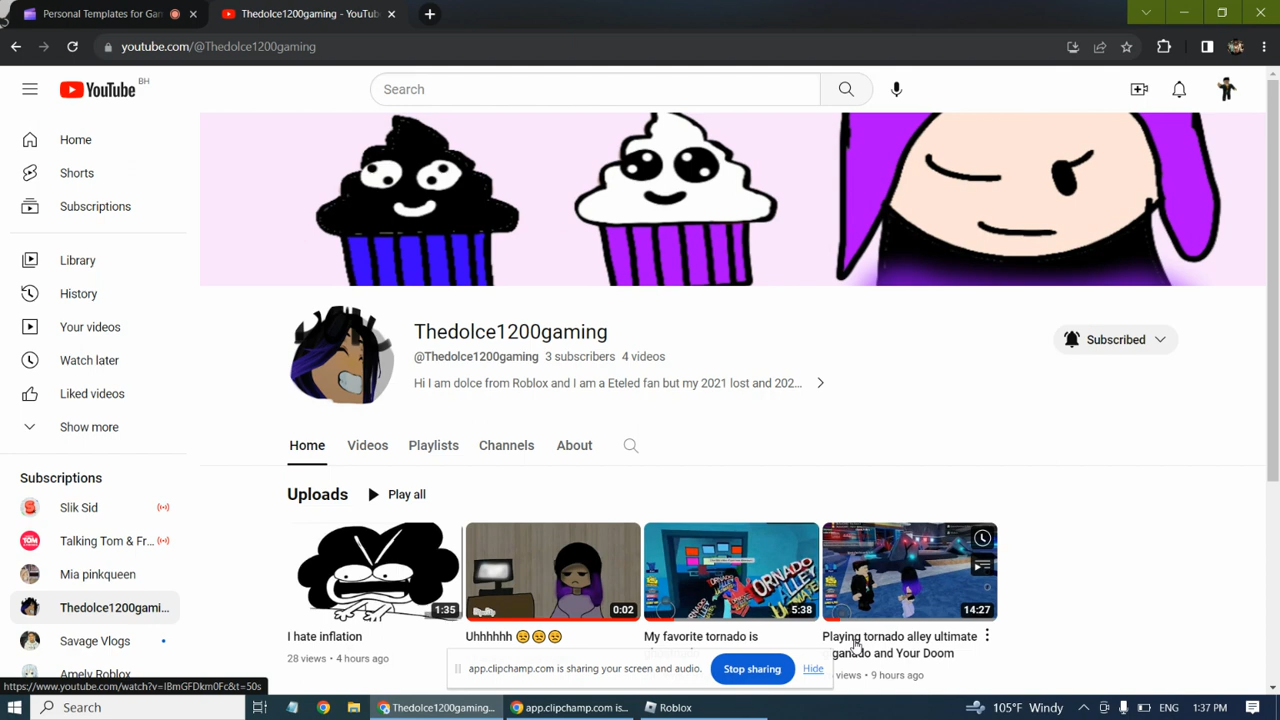 Personal Templates for Gam
Thedolce1200gaming - YouTub
youtube.com/@Thedolce1200gaming
YouTube
BH
Search
Home
Shorts
Subscriptions
Library
History
Your videos
Watch later
Liked videos
Show more
Subscriptions
Slik Sid
Talking Tom & Fr...
Mia pinkqueen
Thedolce1200gami...
Savage Vlogs
Amely Roblox
Thedolce1200gaming
@Thedolce1200gaming 3 subscribers 4 videos
Hi I am dolce from Roblox and I am a Eteled fan but my 2021 lost and 202...
Subscribed
Home Videos Playlists Channels About
Uploads Play all
1:35
0:02
TORNADO ALLEY ULTIMATE
5:38
14:27
I hate inflation
28 views • 4 hours ago
Uhhhhhh 😒😒😒
My favorite tornado is
Playing tornado alley ultimate
and Your Doom
views • 9 hours ago
app.clipchamp.com is sharing your screen and audio.
Stop sharing
Hide
https://www.youtube.com/watch?v=IBmGFDkm0Fc&t=50s
Search
Thedolce1200gaming...
app.clipchamp.com is...
Roblox
105°F Windy
1:37 PM